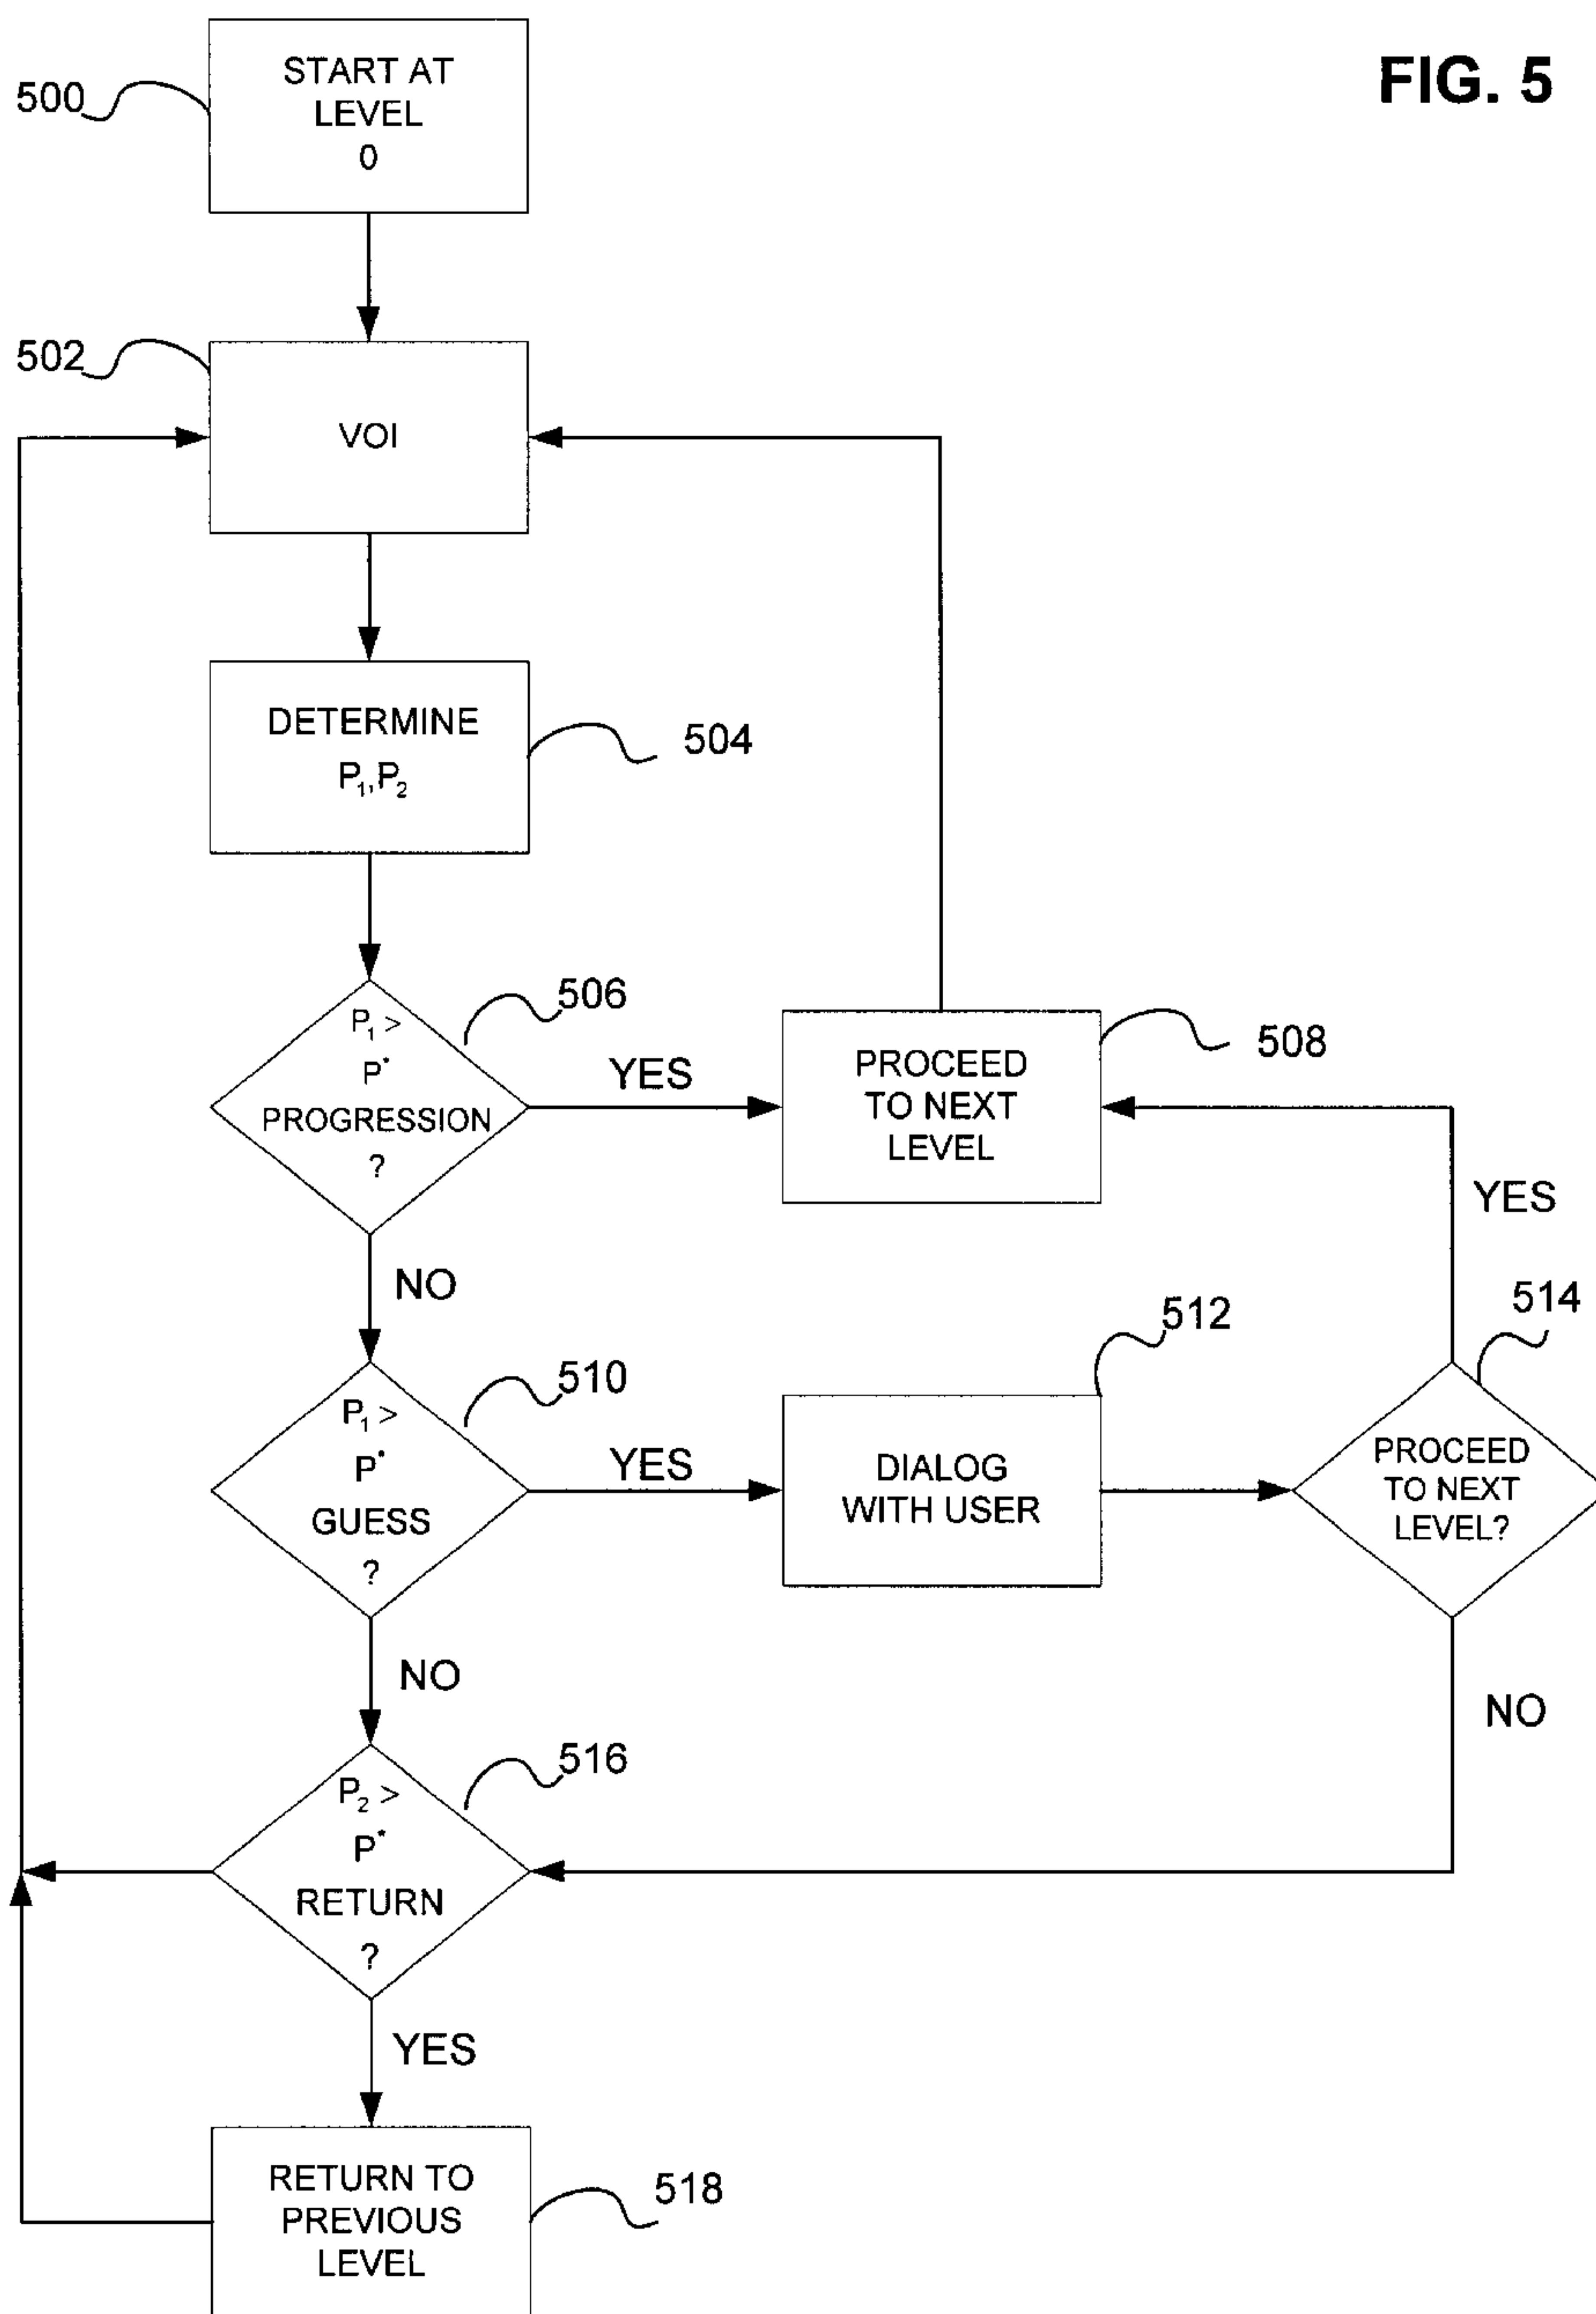 FIG. 5
500
START AT
LEVEL
0
502
VOI
DETERMINE
P₁, P₂
504
P₁ >
P*
PROGRESSION
?
506
YES
PROCEED
TO NEXT
LEVEL
508
NO
YES
P₁ >
P*
GUESS
?
510
YES
DIALOG
WITH USER
512
PROCEED
TO NEXT
LEVEL?
514
NO
NO
P₂ >
P*
RETURN
?
516
YES
RETURN TO
PREVIOUS
LEVEL
518